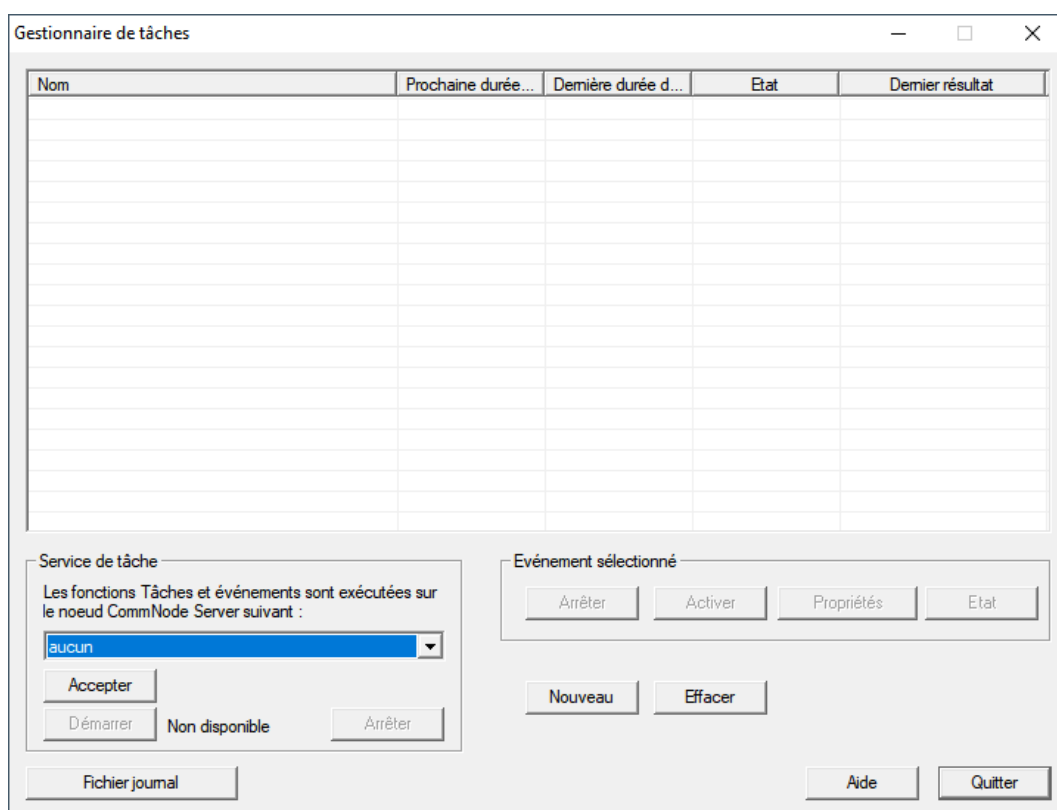 Gestionnaire de tâches
Nom Prochaine durée... Dernière durée d... Etat Dernier résultat
Service de tâche
Les fonctions Tâches et événements sont exécutées sur
le noeud CommNode Server suivant :
aucun
Accepter
Démarrer Non disponible Arrêter
Fichier journal
Evénement sélectionné
Arrêter Activer Propriétés Etat
Nouveau Effacer
Aide Quitter